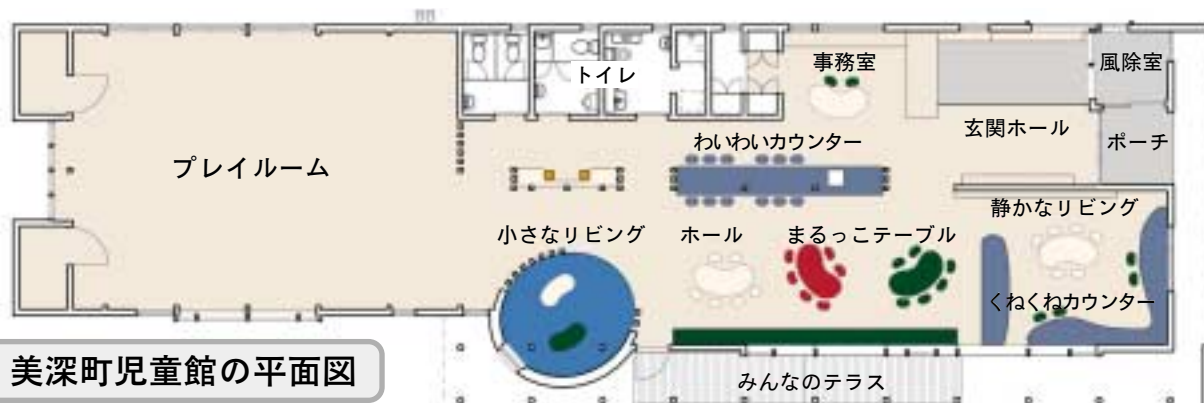 トイレ
事務室
風除室
玄関ホール
ポーチ
わいわいカウンター
プレイルーム
静かなリビング
小さなリビング
ホール
まるっこテーブル
くねくねカウンター
みんなのテラス
美深町児童館の平面図